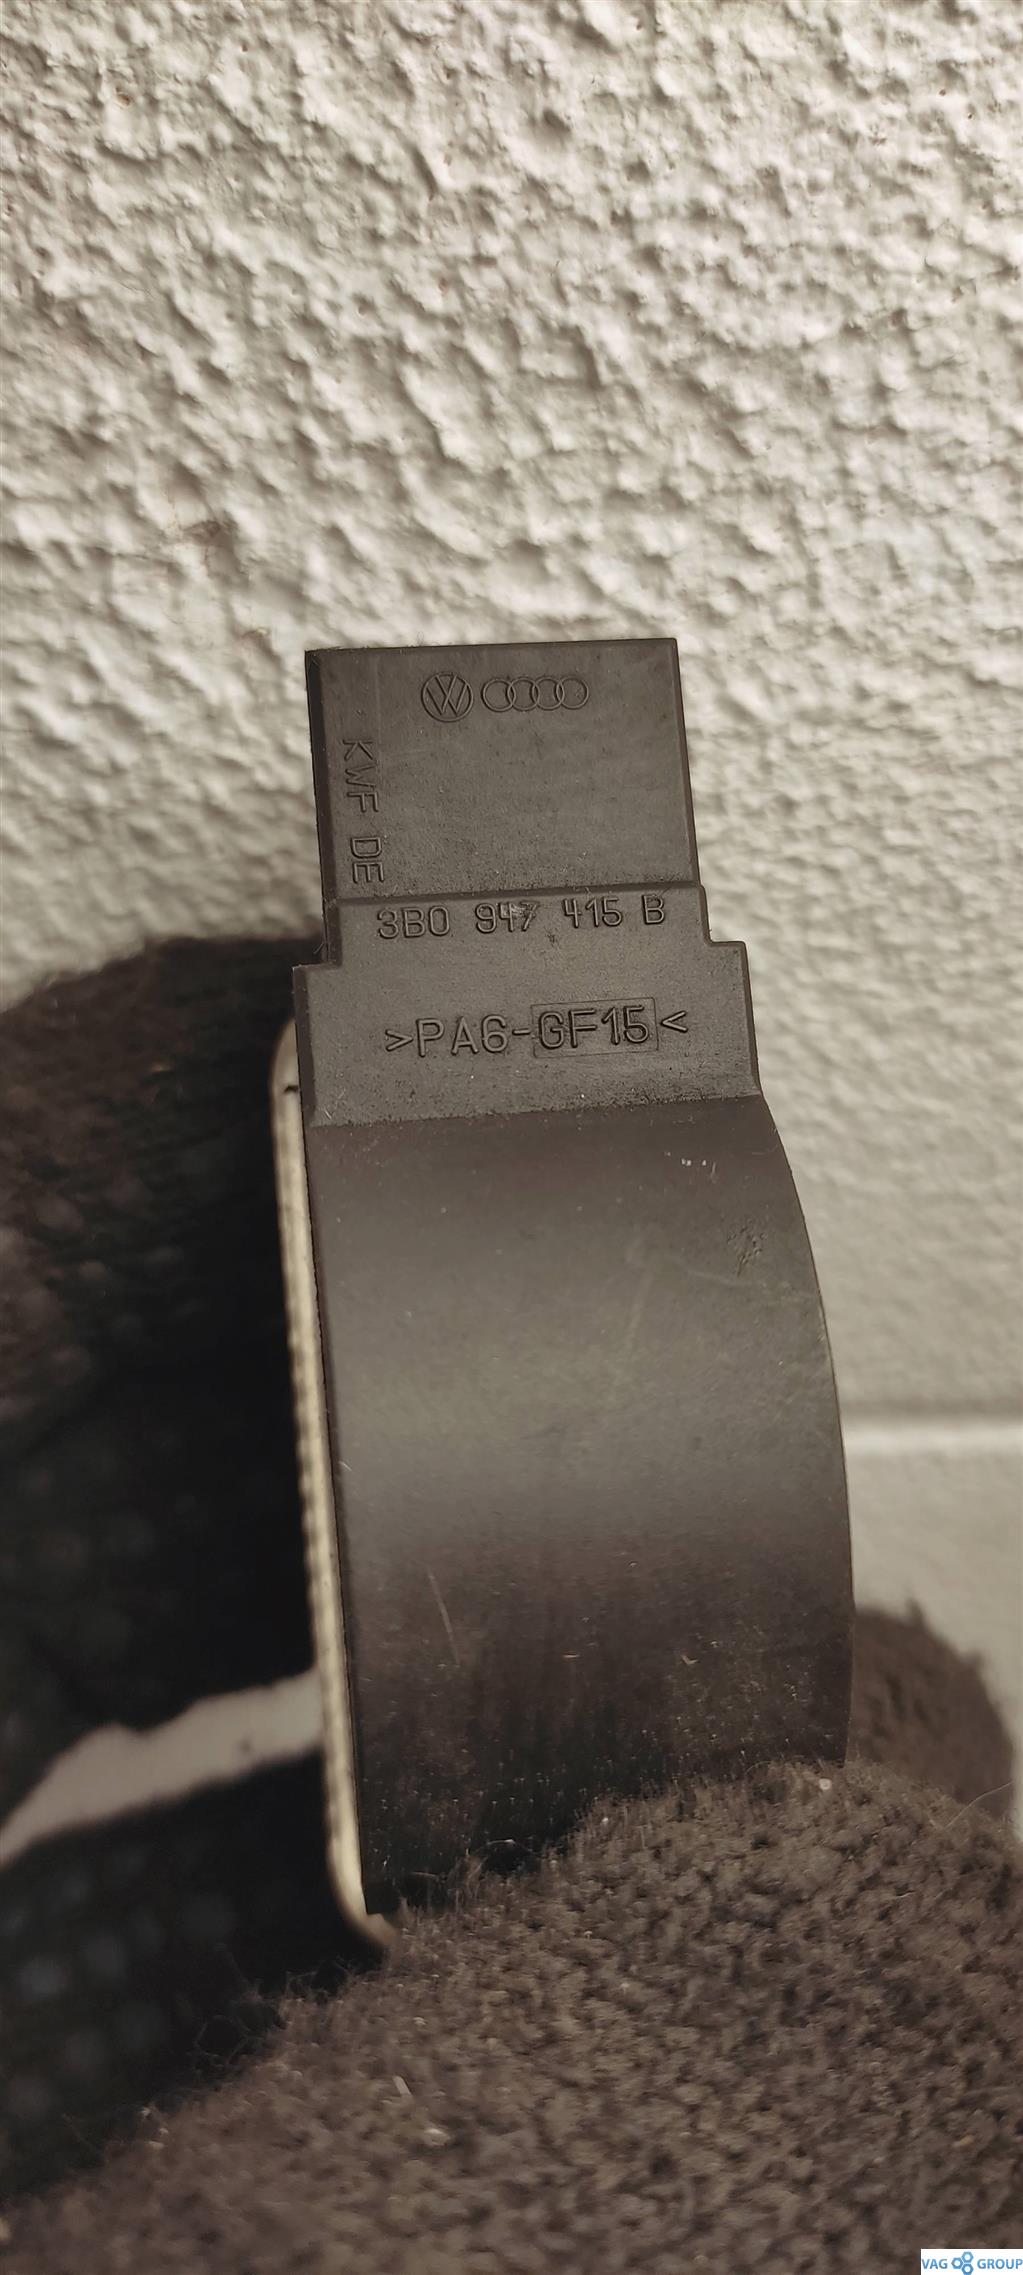 KWF DE
3B0 947 415 B
>PA6-GF15<
VAG GROUP